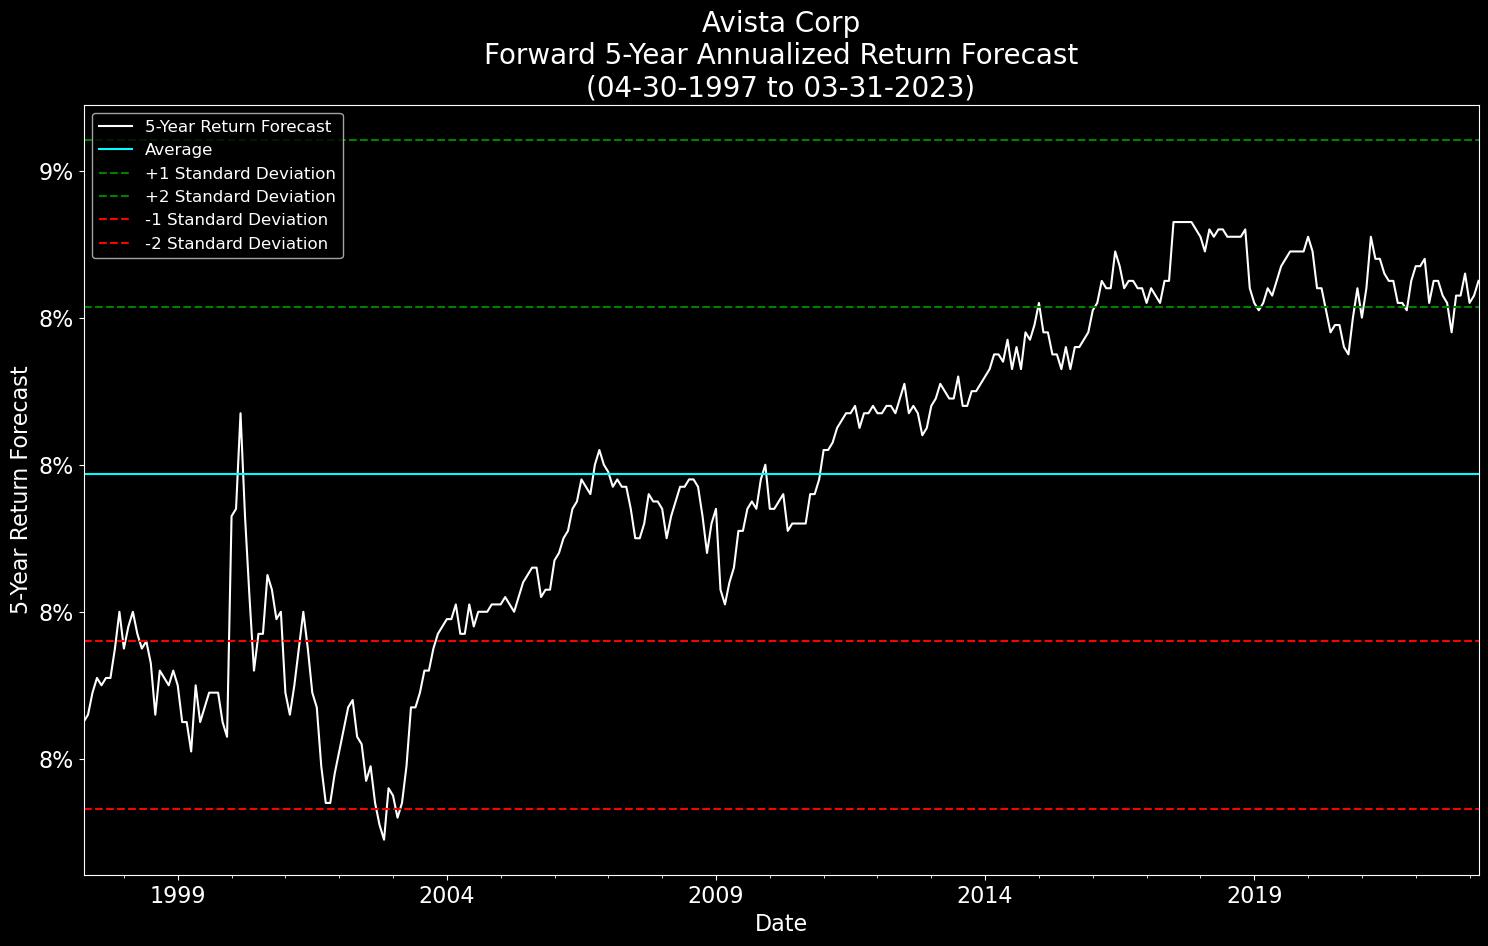 Avista Corp
Forward 5-Year Annualized Return Forecast
(04-30-1997 to 03-31-2023)
5-Year Return Forecast
Average
+1 Standard Deviation
+2 Standard Deviation
-1 Standard Deviation
-2 Standard Deviation
9%
8%
8%
8%
8%
5-Year Return Forecast
1999 2004 2009 2014 2019
Date